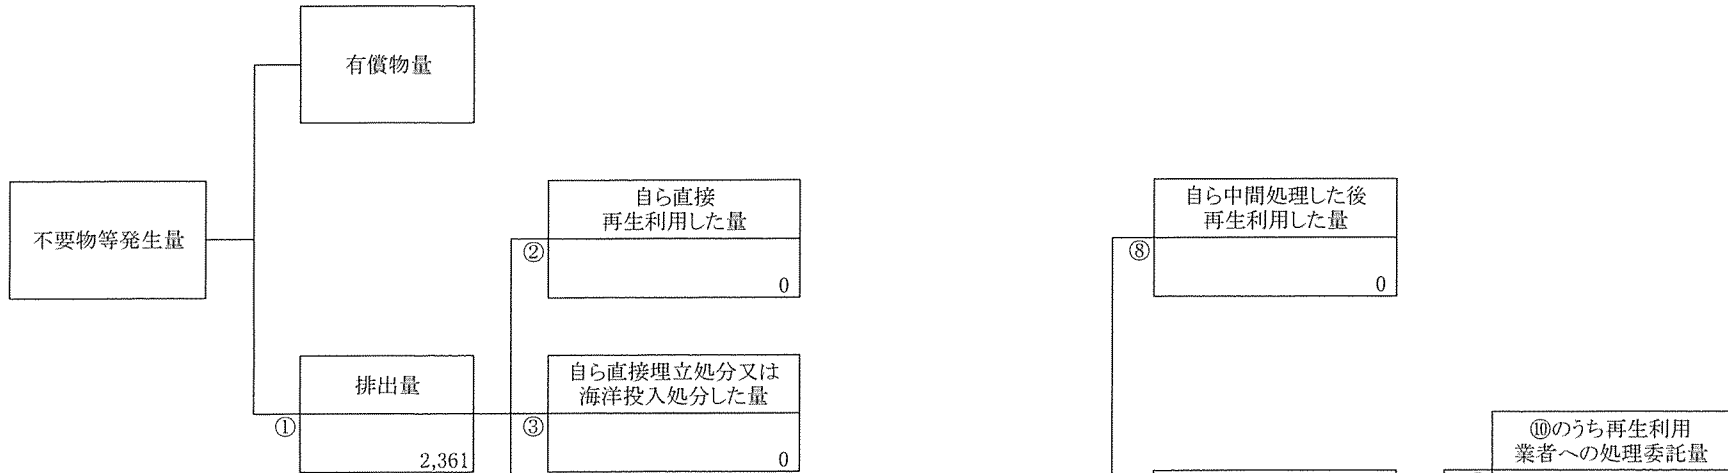 有償物量
不要物等発生量
自ら直接
再生利用した量
②
0
自ら中間処理した後
再生利用した量
⑧
0
排出量
①
2,361
自ら直接埋立処分又は
海洋投入処分した量
③
0
⑩のうち再生利用
業者への処理委託量